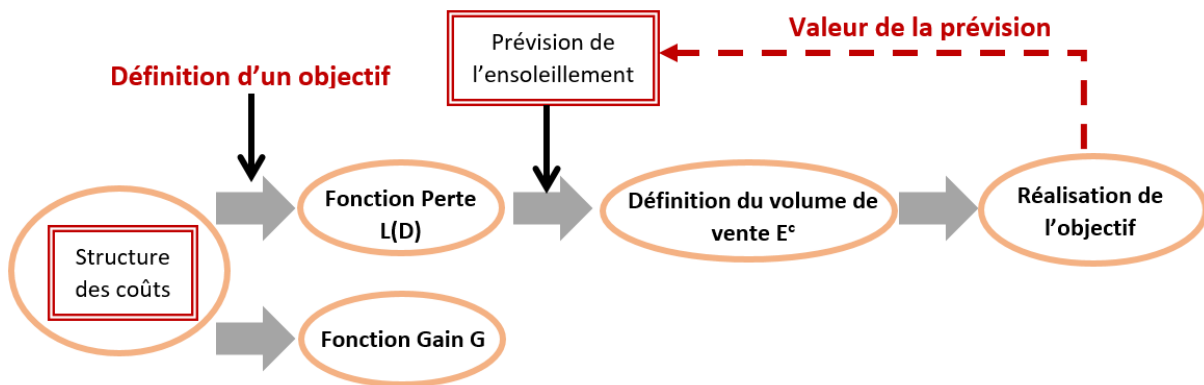 Définition d'un objectif
Prévision de
l'ensoleillement
Valeur de la prévision
Structure
des coûts
Fonction Perte
L(D)
Définition du volume de
vente Eᶜ
Réalisation de
l'objectif
Fonction Gain G